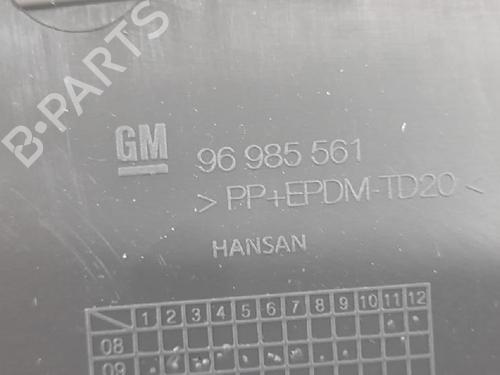 B-PARTS
GM
96 985 561
> PP+EPDM-TD20 <
HANSAN
1 2 3 4 5 6 7 8 9 10 11 12
08
09